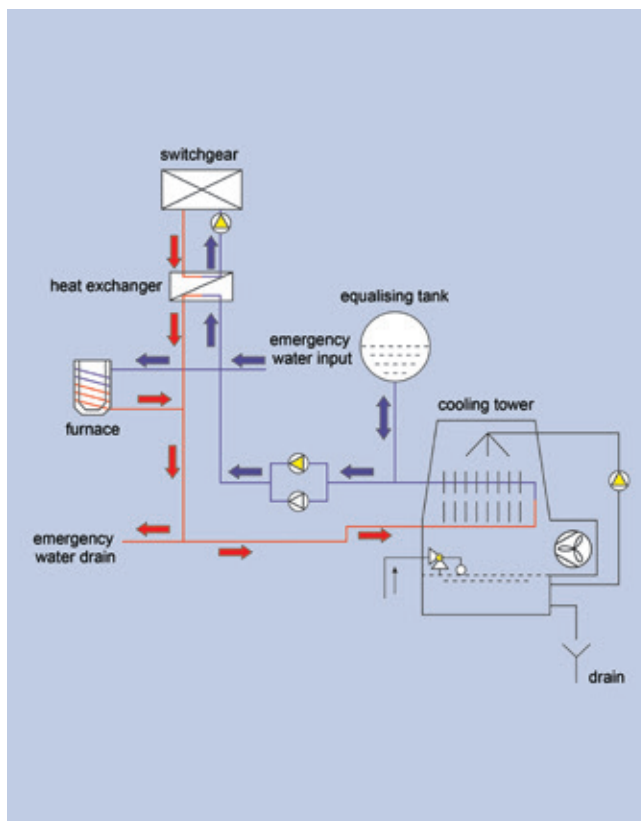 switchgear
heat exchanger
equalising tank
emergency
water input
cooling tower
furnace
emergency
water drain
drain